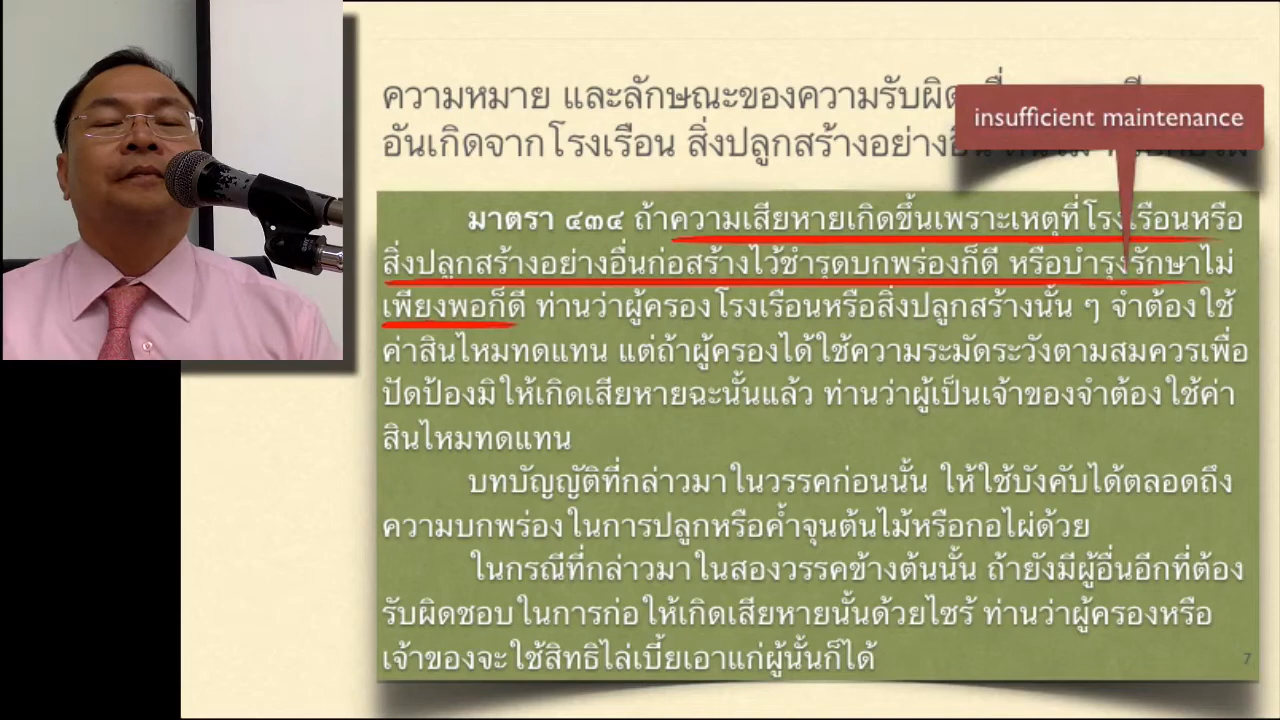 ความหมาย และลักษณะของความรับผิด
อันเกิดจากโรงเรือน สิ่งปลูกสร้างอย่างอื่น
insufficient maintenance
มาตรา ๔๓๔ ถ้าความเสียหายเกิดขึ้นเพราะเหตุที่โรงเรือนหรือ
สิ่งปลูกสร้างอย่างอื่นก่อสร้างไว้ชำรุดบกพร่องก็ดี หรือบำรุงรักษาไม่
เพียงพอก็ดี ท่านว่าผู้ครองโรงเรือนหรือสิ่งปลูกสร้างนั้น ๆ จำต้องใช้
ค่าสินไหมทดแทน แต่ถ้าผู้ครองได้ใช้ความระมัดระวังตามสมควรเพื่อ
ปัดป้องมิให้เกิดเสียหายฉะนั้นแล้ว ท่านว่าผู้เป็นเจ้าของจำต้องใช้ค่า
สินไหมทดแทน
บทบัญญัติที่กล่าวมาในวรรคก่อนนั้น ให้ใช้บังคับได้ตลอดถึง
ความบกพร่องในการปลูกหรือค้ำจุนต้นไม้หรือกอไผ่ด้วย
ในกรณีที่กล่าวมาในสองวรรคข้างต้นนั้น ถ้ายังมีผู้อื่นอีกที่ต้อง
รับผิดชอบในการก่อให้เกิดเสียหายนั้นด้วยไซร้ ท่านว่าผู้ครองหรือ
เจ้าของจะใช้สิทธิไล่เบี้ยเอาแก่ผู้นั้นก็ได้
7